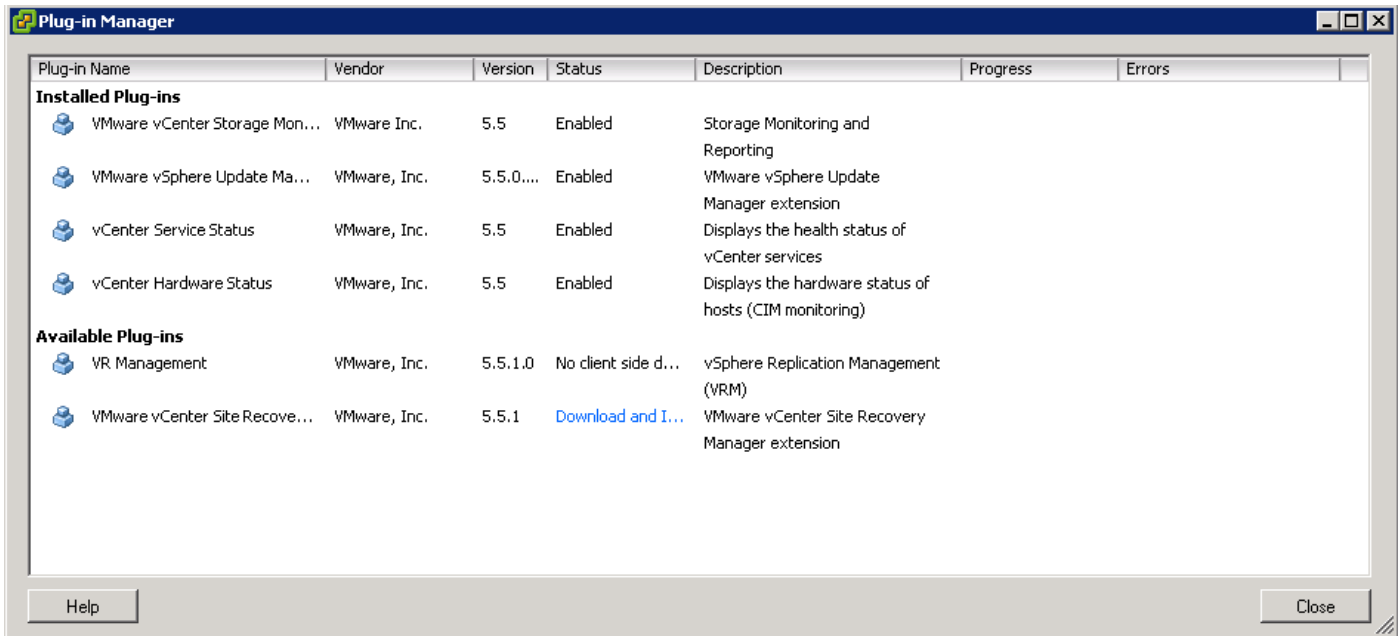 Plug-in Manager
Plug-in Name Vendor Version Status Description Progress Errors
Installed Plug-ins
VMware vCenter Storage Mon... VMware Inc. 5.5 Enabled Storage Monitoring and
Reporting
VMware vSphere Update Ma... VMware, Inc. 5.5.0.... Enabled VMware vSphere Update
Manager extension
vCenter Service Status VMware, Inc. 5.5 Enabled Displays the health status of
vCenter services
vCenter Hardware Status VMware, Inc. 5.5 Enabled Displays the hardware status of
hosts (CIM monitoring)
Available Plug-ins
VR Management VMware, Inc. 5.5.1.0 No client side d... vSphere Replication Management
(VRM)
VMware vCenter Site Recove... VMware, Inc. 5.5.1 Download and I... VMware vCenter Site Recovery
Manager extension
Help Close